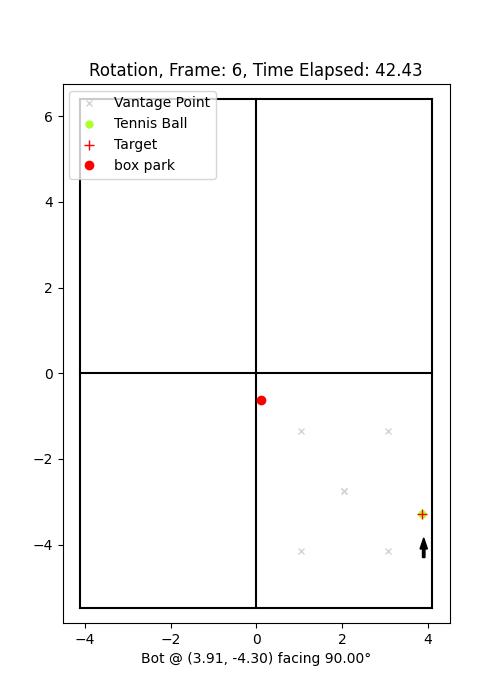 Rotation, Frame: 6, Time Elapsed: 42.43
Vantage Point
Tennis Ball
Target
box park
6
4
2
0
−2
−4
−4
−2
0
2
4
Bot @ (3.91, -4.30) facing 90.00°